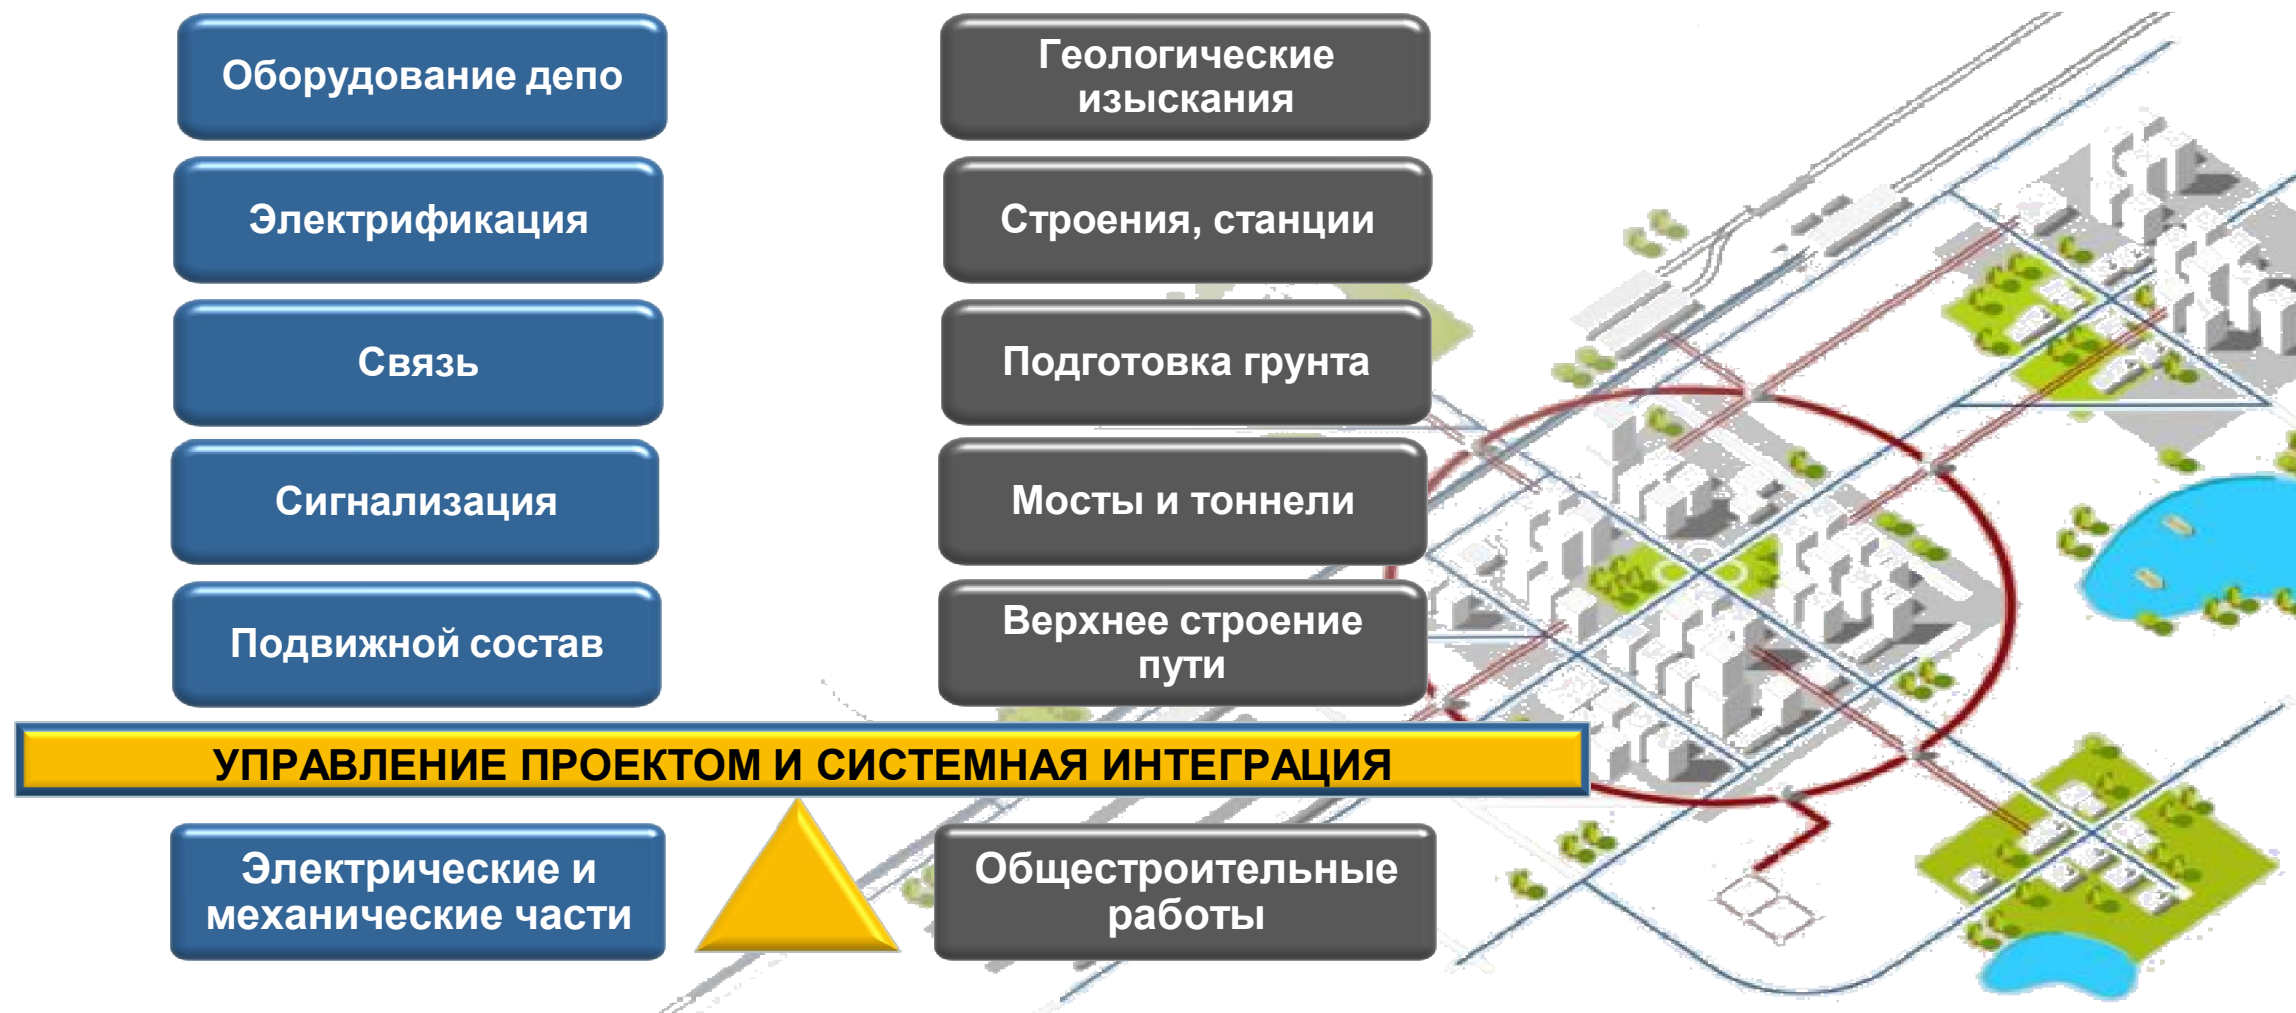 Оборудование депо
Электрификация
Связь
Сигнализация
Подвижной состав
Геологические
изыскания
Строения, станции
Подготовка грунта
Мосты и тоннели
Верхнее строение
пути
УПРАВЛЕНИЕ ПРОЕКТОМ И СИСТЕМНАЯ ИНТЕГРАЦИЯ
Электрические и
механические части
Общестроительные
работы